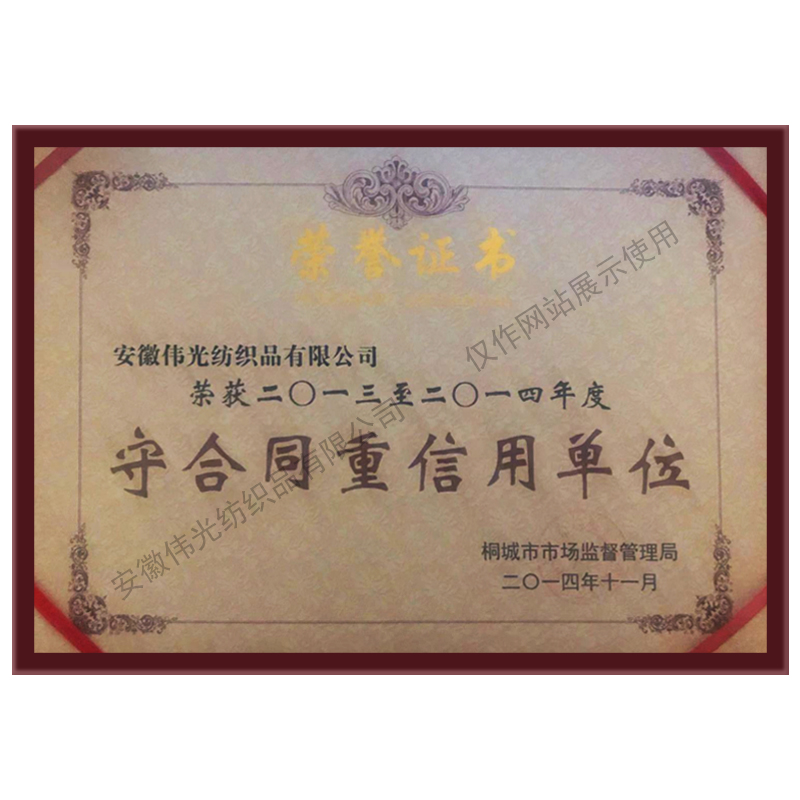 荣誉证书
安徽伟光纺织品有限公司
荣获二〇一三至二〇一四年度
守合同重信用单位
桐城市市场监督管理局
二〇一四年十一月
安徽伟光纺织品有限公司
仅作网站展示使用